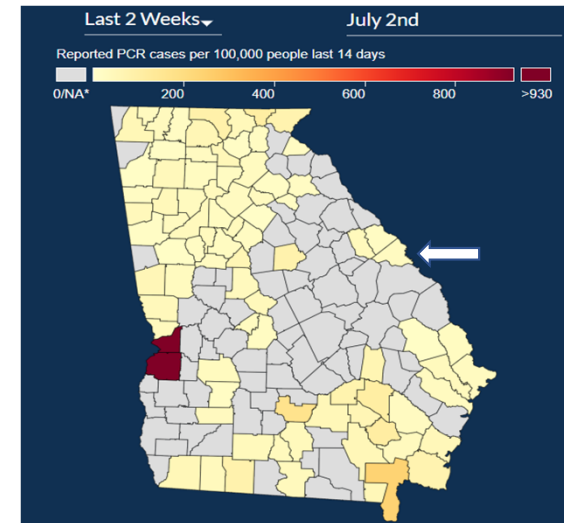 Last 2 Weeks July 2nd
Reported PCR cases per 100,000 people last 14 days
0/NA* 200 400 600 800 >930